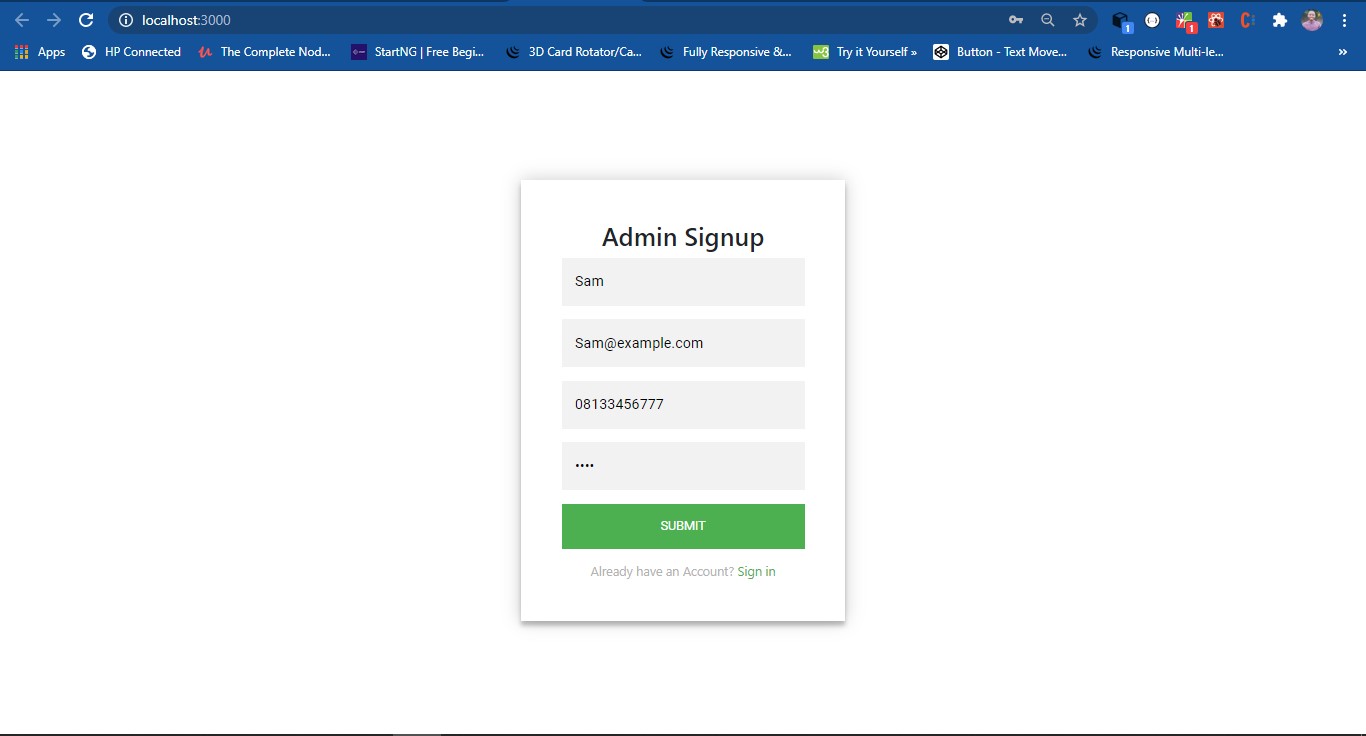 localhost:3000
Apps HP Connected The Complete Nod... StartNG | Free Begi... 3D Card Rotator/Ca... Fully Responsive &... Try it Yourself » Button - Text Move... Responsive Multi-le... »
Admin Signup
Sam
Sam@example.com
08133456777
••••
SUBMIT
Already have an Account? Sign in